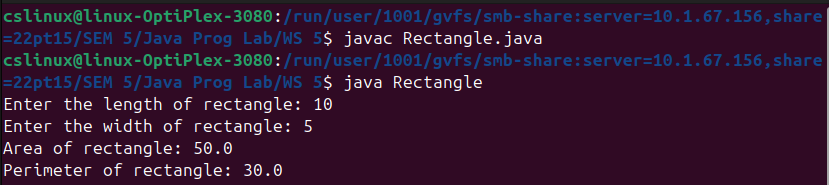 cslinux@linux-OptiPlex-3080:/run/user/1001/gvfs/smb-share:server=10.1.67.156,share
=22pt15/SEM 5/Java Prog Lab/WS 5$ javac Rectangle.java
cslinux@linux-OptiPlex-3080:/run/user/1001/gvfs/smb-share:server=10.1.67.156,share
=22pt15/SEM 5/Java Prog Lab/WS 5$ java Rectangle
Enter the length of rectangle: 10
Enter the width of rectangle: 5
Area of rectangle: 50.0
Perimeter of rectangle: 30.0